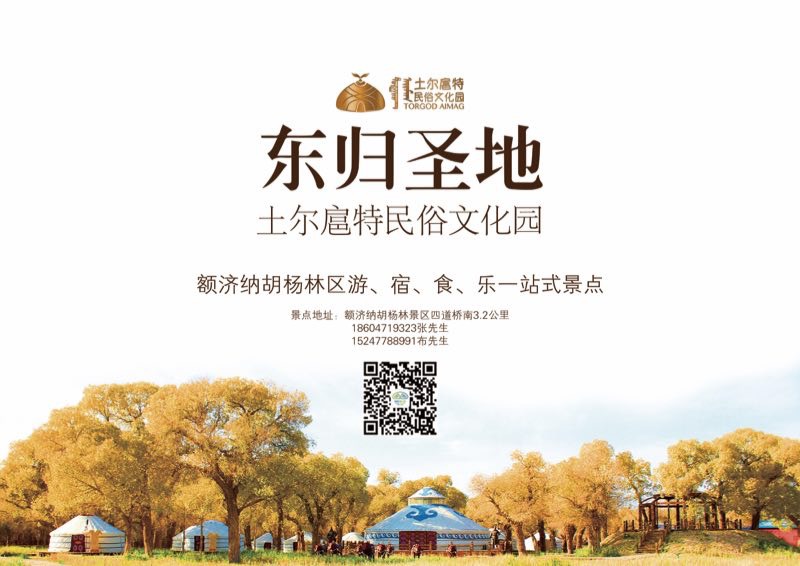 土尔扈特
民俗文化园
TORGOD AIMAG
东归圣地
土尔扈特民俗文化园
额济纳胡杨林区游、宿、食、乐一站式景点
景点地址：额济纳胡杨林景区四道桥南3.2公里
18604719323张先生
15247788991布先生